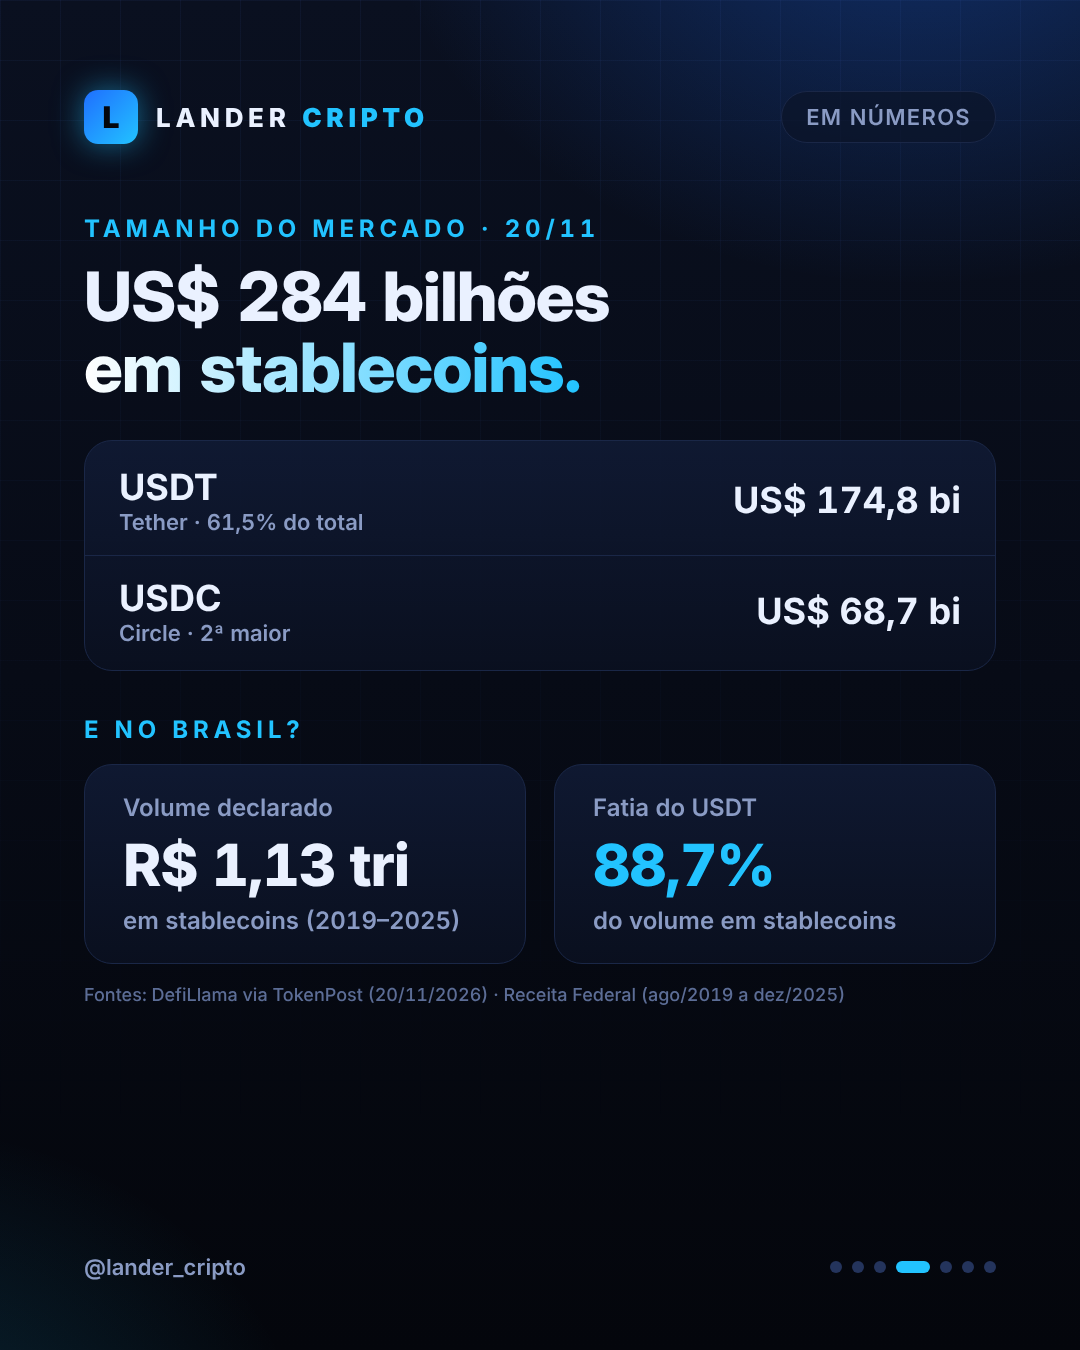 L LANDER CRIPTO
EM NÚMEROS
TAMANHO DO MERCADO · 20/11
US$ 284 bilhões
em stablecoins.
USDT
Tether · 61,5% do total
US$ 174,8 bi
USDC
Circle · 2ª maior
US$ 68,7 bi
E NO BRASIL?
Volume declarado
R$ 1,13 tri
em stablecoins (2019–2025)
Fatia do USDT
88,7%
do volume em stablecoins
Fontes: DefiLlama via TokenPost (20/11/2026) · Receita Federal (ago/2019 a dez/2025)
@lander_cripto